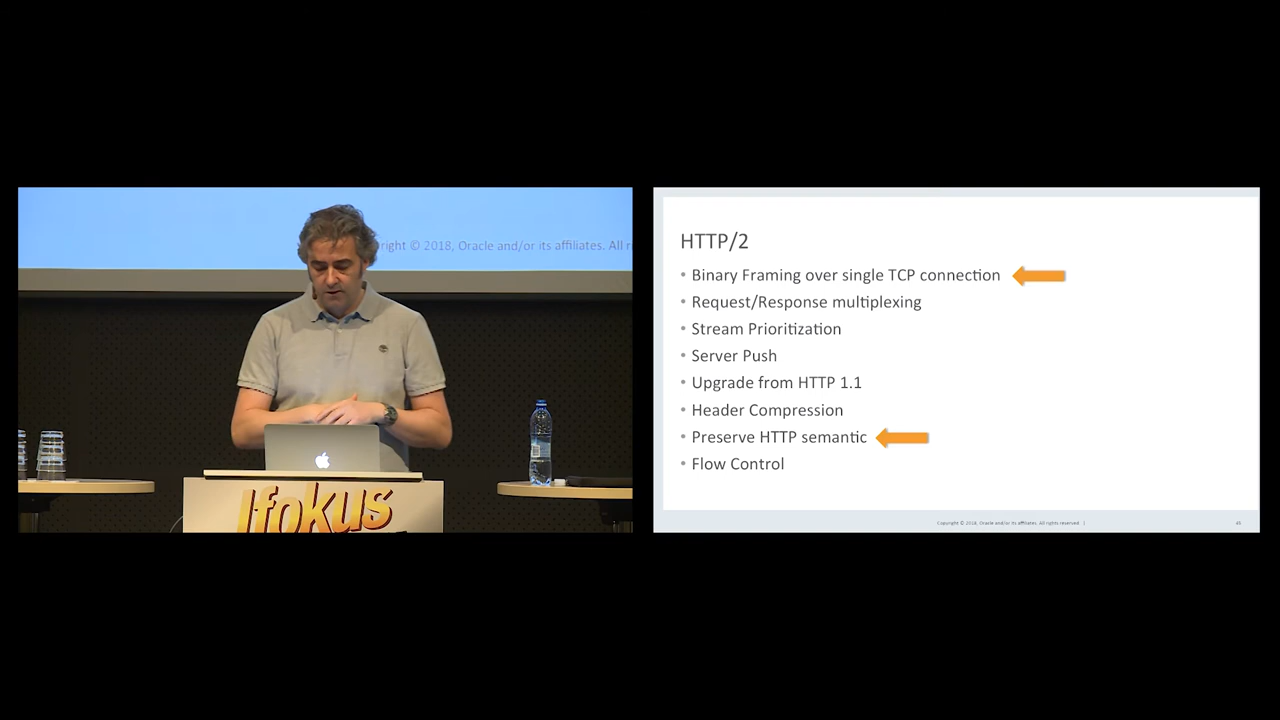 right © 2018, Oracle and/or its affiliates. All ri
Jfokus
HTTP/2
• Binary Framing over single TCP connection
• Request/Response multiplexing
• Stream Prioritization
• Server Push
• Upgrade from HTTP 1.1
• Header Compression
• Preserve HTTP semantic
• Flow Control
Copyright © 2018, Oracle and/or its affiliates. All rights reserved. |